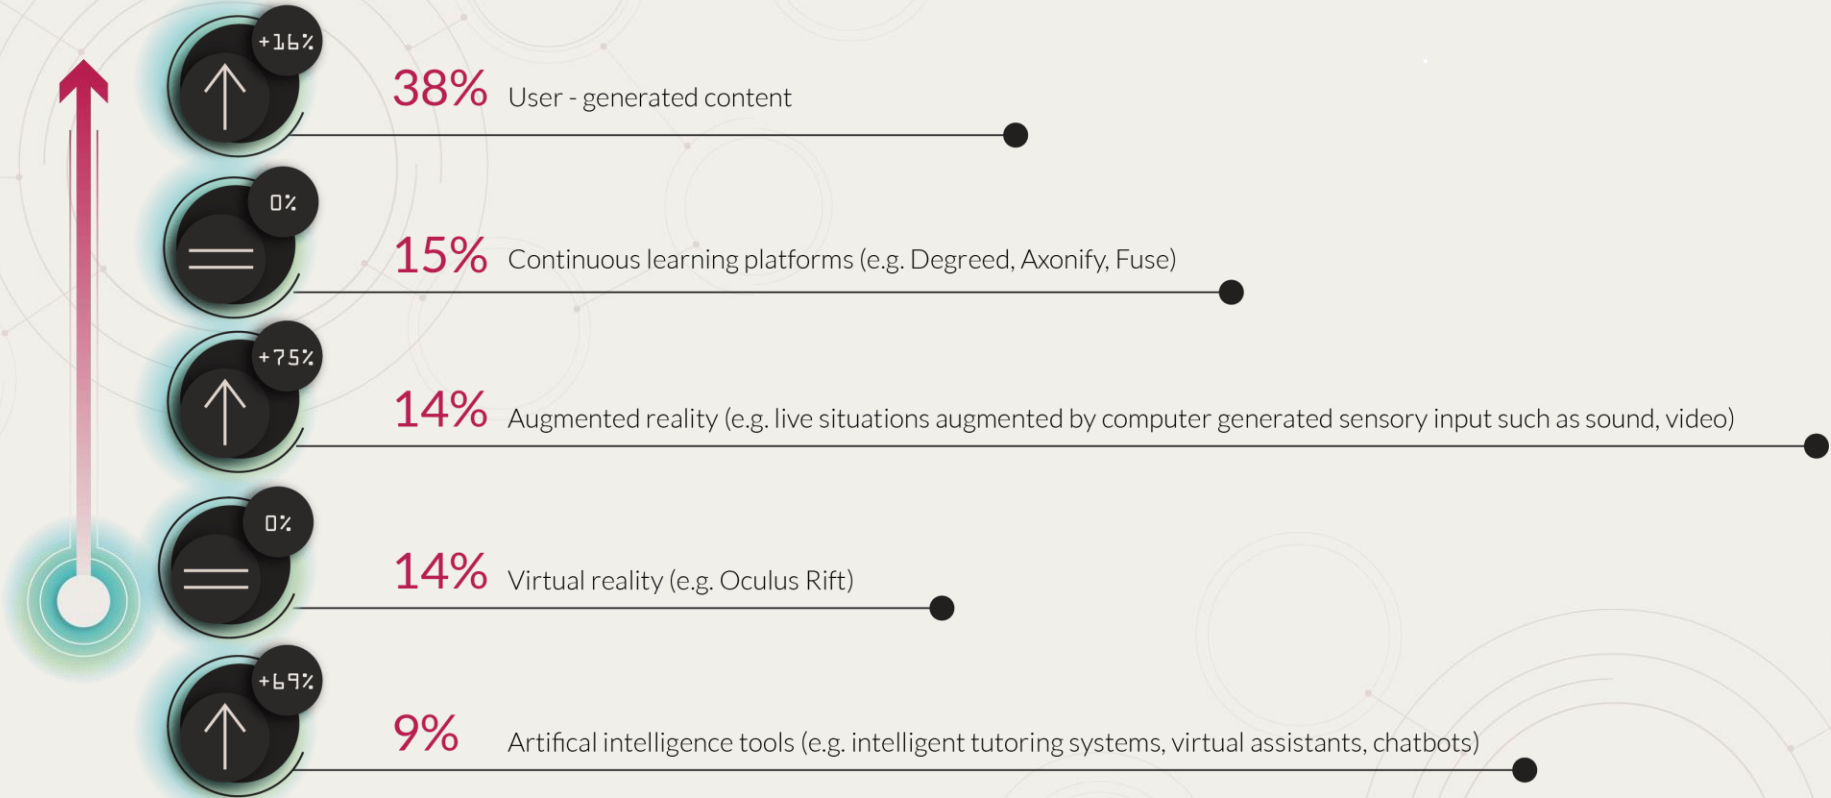 +16%
38% User - generated content
0%
15% Continuous learning platforms (e.g. Degreed, Axonify, Fuse)
+75%
14% Augmented reality (e.g. live situations augmented by computer generated sensory input such as sound, video)
0%
14% Virtual reality (e.g. Oculus Rift)
+69%
9% Artifical intelligence tools (e.g. intelligent tutoring systems, virtual assistants, chatbots)